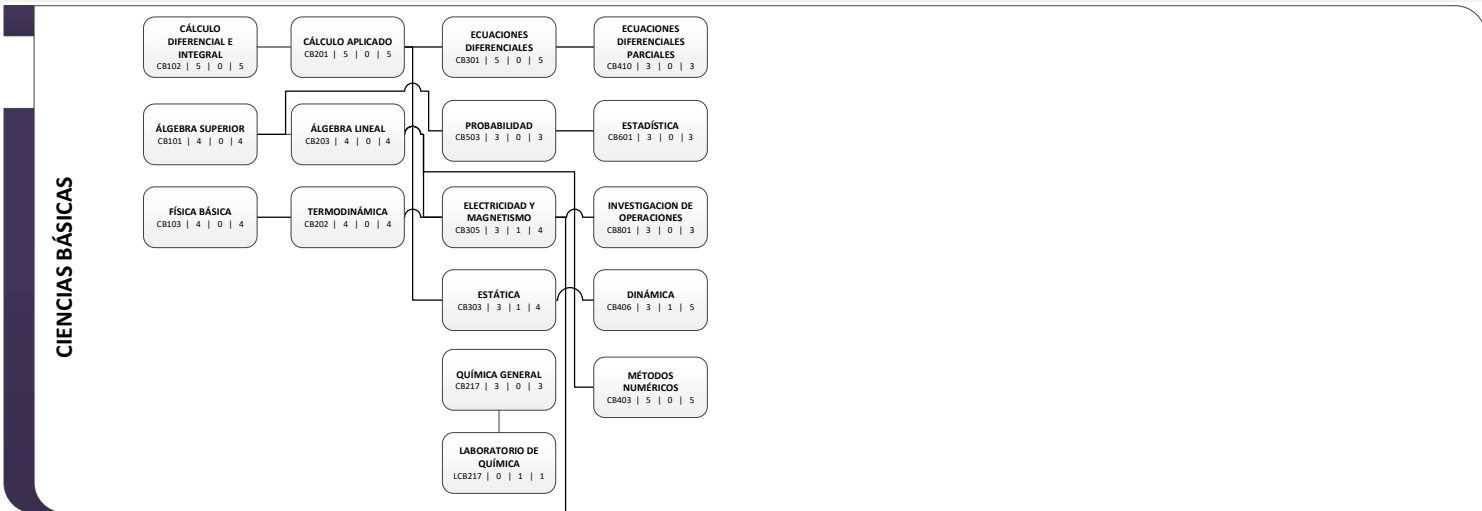 CIENCIAS BÁSICAS
CÁLCULO
DIFERENCIAL E
INTEGRAL
CB102 | 5 | 0 | 5
CÁLCULO APLICADO
CB201 | 5 | 0 | 5
ECUACIONES
DIFERENCIALES
CB301 | 5 | 0 | 5
ECUACIONES
DIFERENCIALES
PARCIALES
CB410 | 3 | 0 | 3
ÁLGEBRA SUPERIOR
CB101 | 4 | 0 | 4
ÁLGEBRA LINEAL
CB203 | 4 | 0 | 4
PROBABILIDAD
CB503 | 3 | 0 | 3
ESTADÍSTICA
CB601 | 3 | 0 | 3
FÍSICA BÁSICA
CB103 | 4 | 0 | 4
TERMODINÁMICA
CB202 | 4 | 0 | 4
ELECTRICIDAD Y
MAGNETISMO
CB305 | 3 | 1 | 4
INVESTIGACION DE
OPERACIONES
CB801 | 3 | 0 | 3
ESTÁTICA
CB303 | 3 | 1 | 4
DINÁMICA
CB406 | 3 | 1 | 5
QUÍMICA GENERAL
CB217 | 3 | 0 | 3
MÉTODOS
NUMÉRICOS
CB403 | 5 | 0 | 5
LABORATORIO DE
QUÍMICA
LCB217 | 0 | 1 | 1